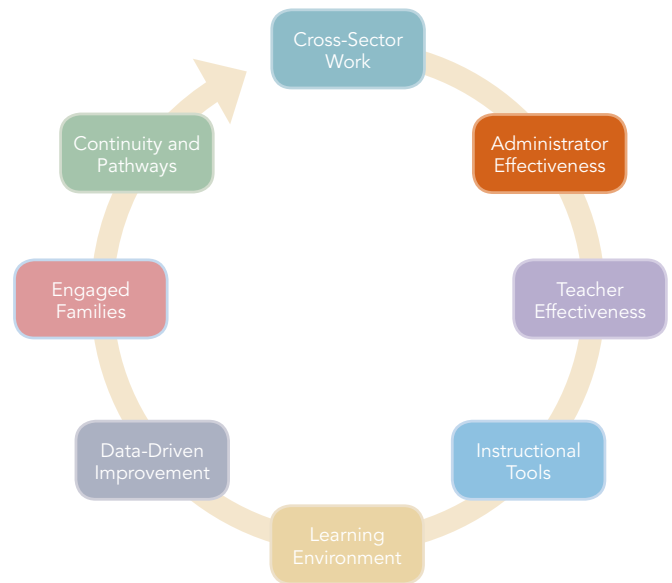 Cross-Sector
Work
Administrator
Effectiveness
Teacher
Effectiveness
Instructional
Tools
Learning
Environment
Data-Driven
Improvement
Engaged
Families
Continuity and
Pathways